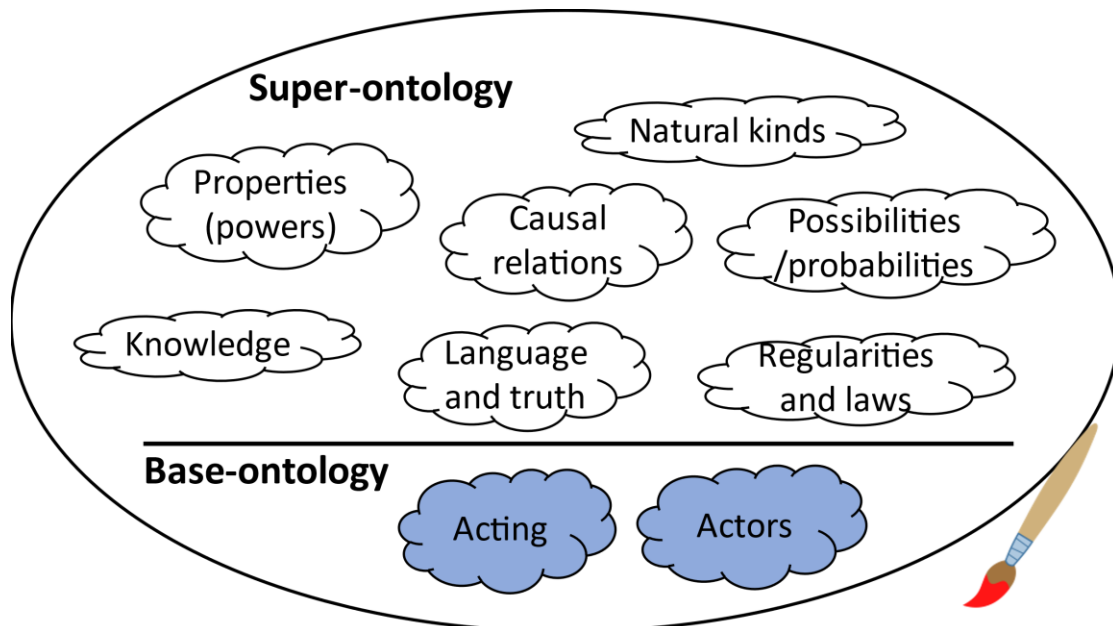 Super-ontology
Natural kinds
Properties
(powers)
Causal
relations
Possibilities
/probabilities
Knowledge
Language
and truth
Regularities
and laws
Base-ontology
Acting
Actors